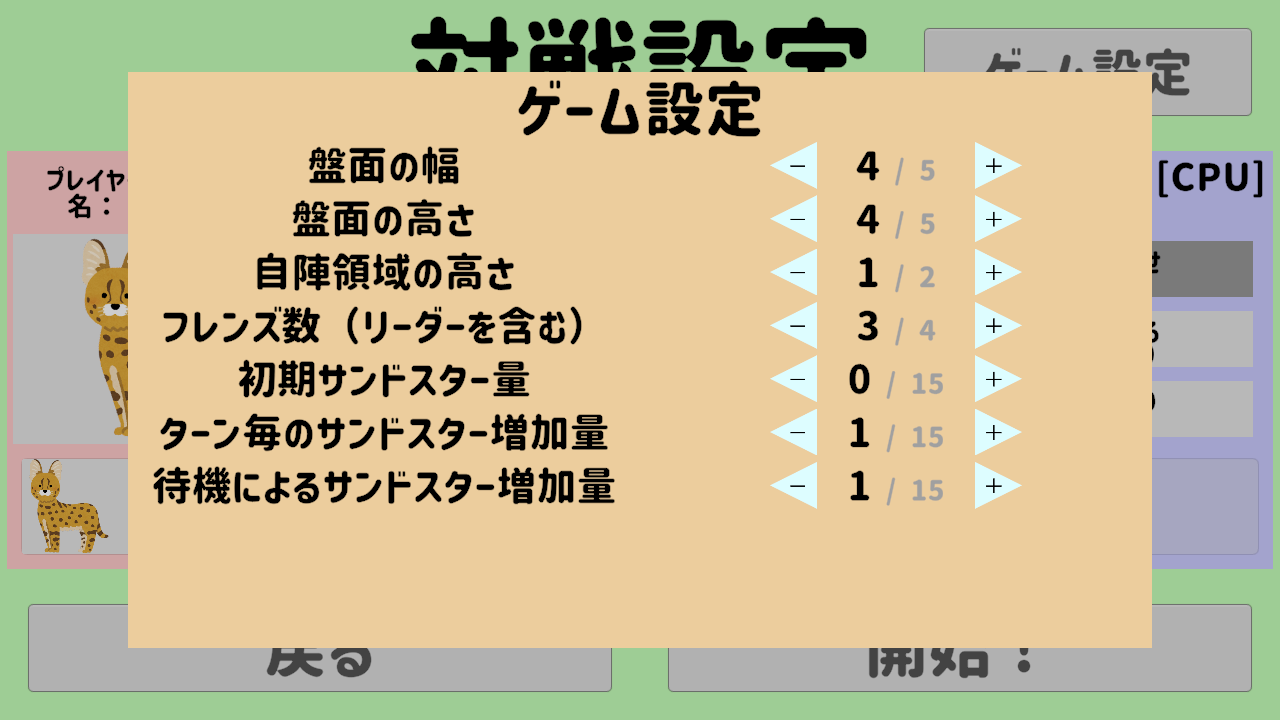 対戦設定
ゲーム設定
ゲーム設定
プレイヤ
名：
[CPU]
盤面の幅 − 4 / 5 +
盤面の高さ − 4 / 5 +
自陣領域の高さ − 1 / 2 +
フレンズ数（リーダーを含む） − 3 / 4 +
初期サンドスター量 − 0 / 15 +
ターン毎のサンドスター増加量 − 1 / 15 +
待機によるサンドスター増加量 − 1 / 15 +
戻る
開始！